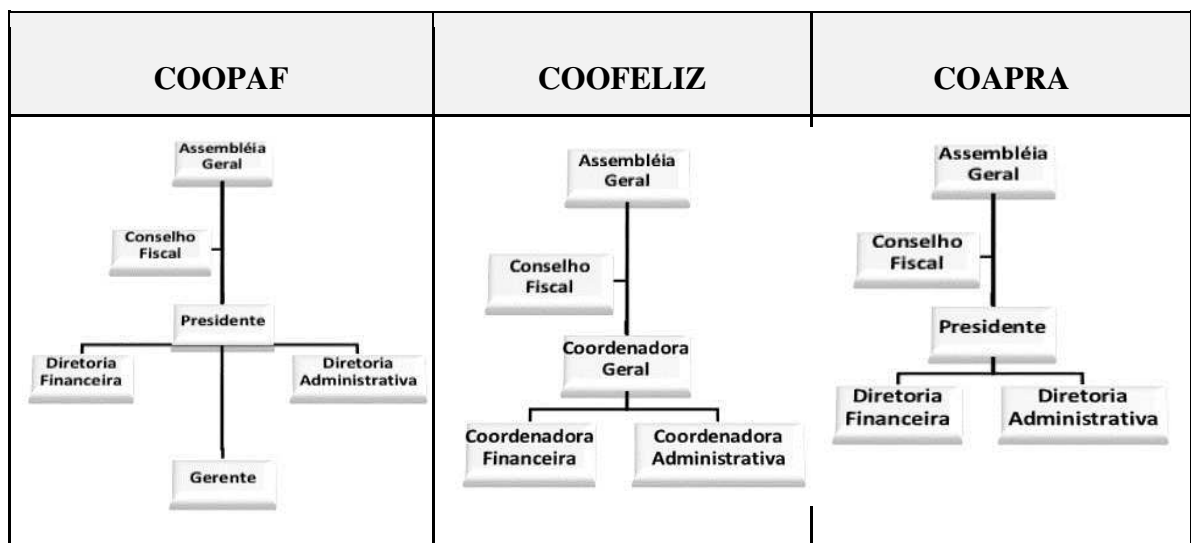 COOPAF
COOFELIZ
COAPRA
Assembléia
Geral
Conselho
Fiscal
Presidente
Diretoria
Financeira
Diretoria
Administrativa
Gerente
Assembléia
Geral
Conselho
Fiscal
Coordenadora
Geral
Coordenadora
Financeira
Coordenadora
Administrativa
Assembléia
Geral
Conselho
Fiscal
Presidente
Diretoria
Financeira
Diretoria
Administrativa